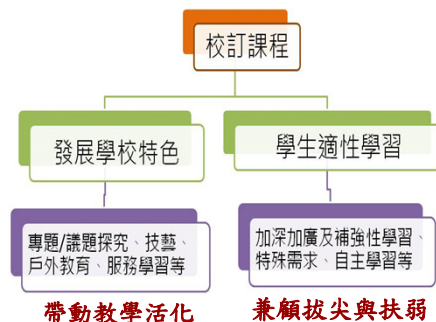 校訂課程
發展學校特色
學生適性學習
專題/議題探究、技藝、
戶外教育、服務學習等
加深加廣及補強性學習、
特殊需求、自主學習等
帶動教學活化
兼顧拔尖與扶弱